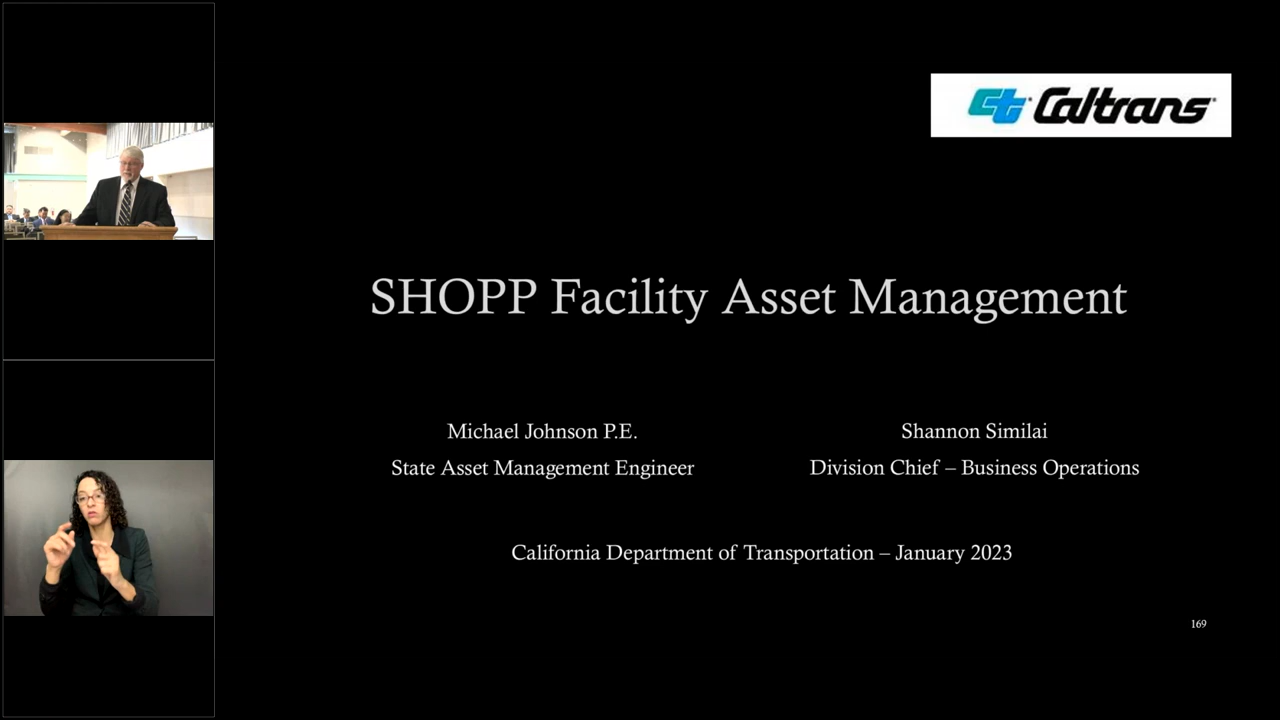 Caltrans
SHOPP Facility Asset Management
Michael Johnson P.E.
State Asset Management Engineer
Shannon Similai
Division Chief – Business Operations
California Department of Transportation – January 2023
169